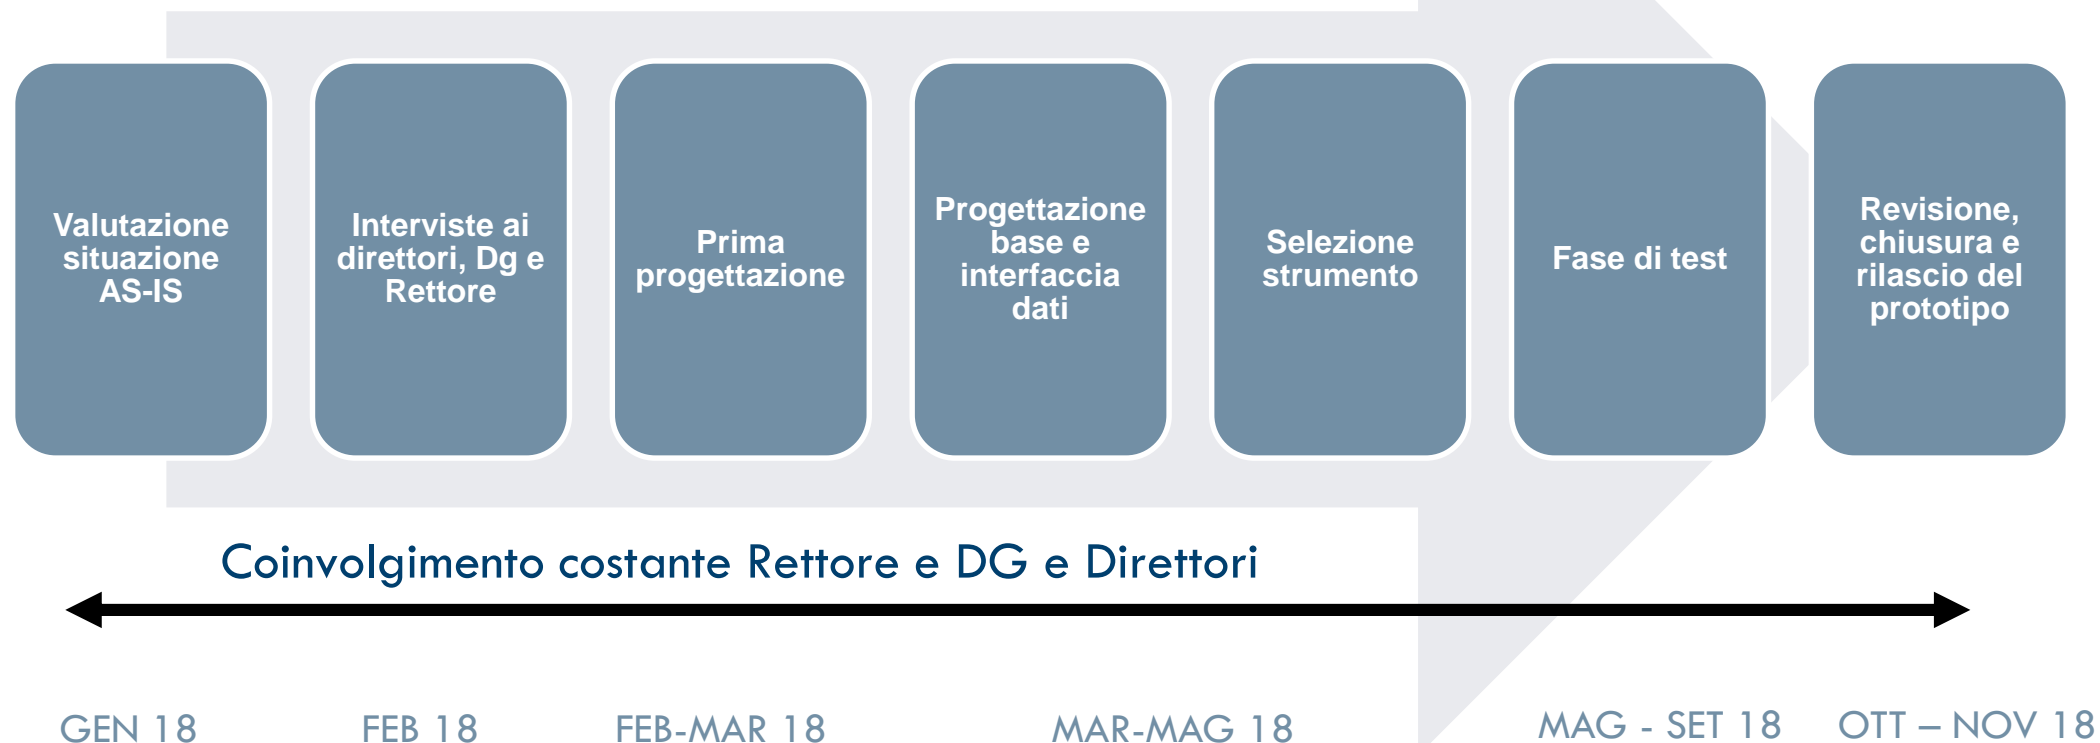 Valutazione
situazione
AS-IS
Interviste ai
direttori, Dg e
Rettore
Prima
progettazione
Progettazione
base e
interfaccia
dati
Selezione
strumento
Fase di test
Revisione,
chiusura e
rilascio del
prototipo
Coinvolgimento costante Rettore e DG e Direttori
GEN 18
FEB 18
FEB-MAR 18
MAR-MAG 18
MAG - SET 18
OTT – NOV 18